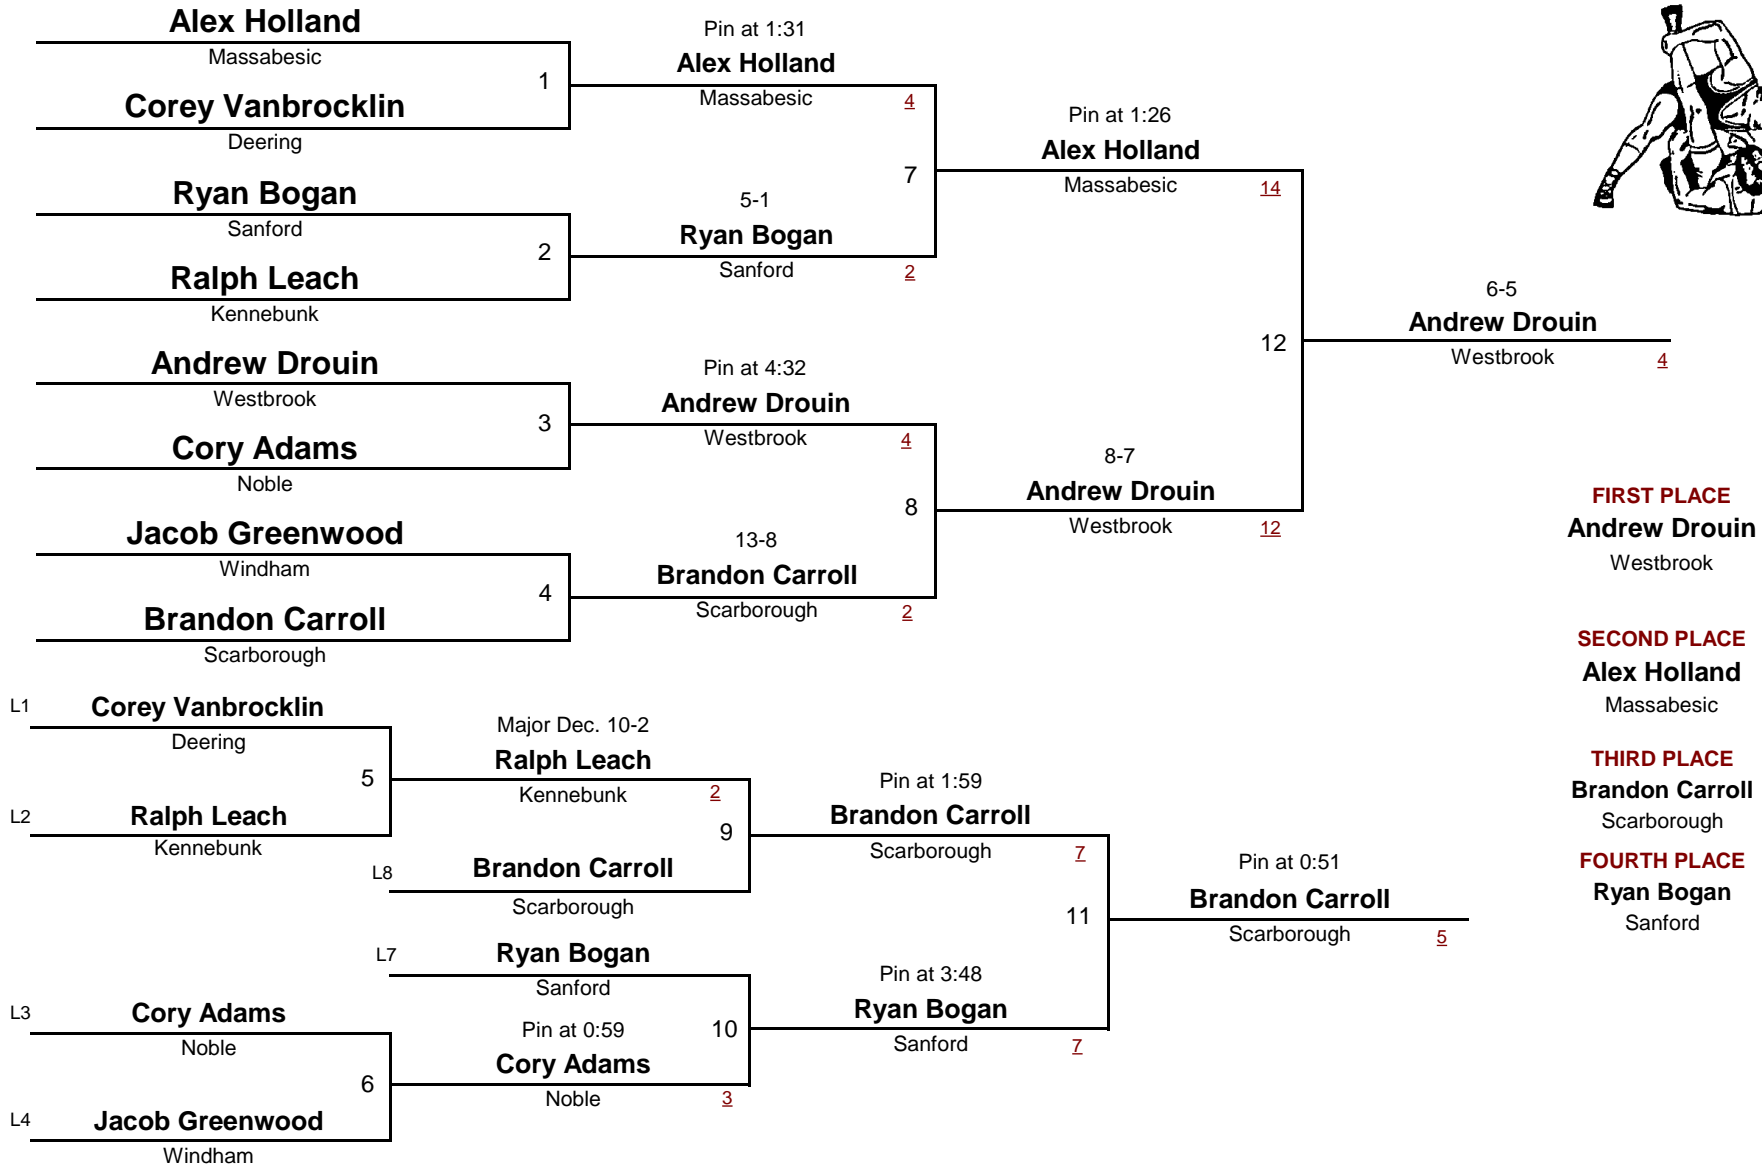 Alex Holland
Massabesic
1
Corey Vanbrocklin
Deering
Ryan Bogan
Sanford
2
Ralph Leach
Kennebunk
Andrew Drouin
Westbrook
3
Cory Adams
Noble
Jacob Greenwood
Windham
4
Brandon Carroll
Scarborough
Pin at 1:31
Alex Holland
Massabesic 4
7
5-1
Ryan Bogan
Sanford 2
Pin at 4:32
Andrew Drouin
Westbrook 4
8
13-8
Brandon Carroll
Scarborough 2
Pin at 1:26
Alex Holland
Massabesic 14
12
8-7
Andrew Drouin
Westbrook 12
6-5
Andrew Drouin
Westbrook 4
L1 Corey Vanbrocklin
Deering
5
L2 Ralph Leach
Kennebunk
L3 Cory Adams
Noble
6
L4 Jacob Greenwood
Windham
Major Dec. 10-2
Ralph Leach
Kennebunk 2
9
L8 Brandon Carroll
Scarborough
L7 Ryan Bogan
Sanford
10
Pin at 0:59
Cory Adams
Noble 3
Pin at 1:59
Brandon Carroll
Scarborough 7
11
Pin at 3:48
Ryan Bogan
Sanford 7
Pin at 0:51
Brandon Carroll
Scarborough 5
FIRST PLACE
Andrew Drouin
Westbrook
SECOND PLACE
Alex Holland
Massabesic
THIRD PLACE
Brandon Carroll
Scarborough
FOURTH PLACE
Ryan Bogan
Sanford